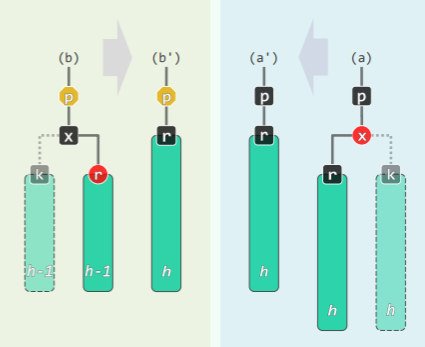 (b) (b') (a') (a)
p p p p
x r r x
k r r k
h-1 h-1 h h
h h